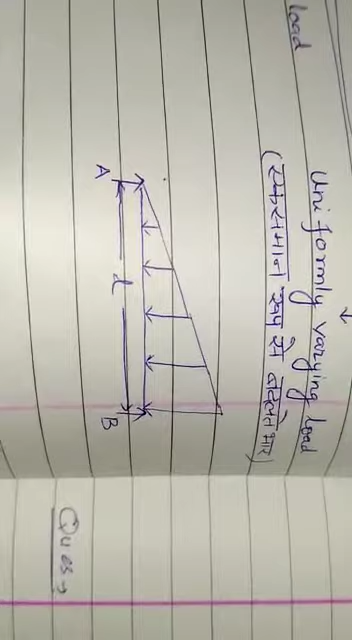 load
↓
Uniformly varying load
(एकसमान रूप से बदलते भार)
A
l
B
Ques →